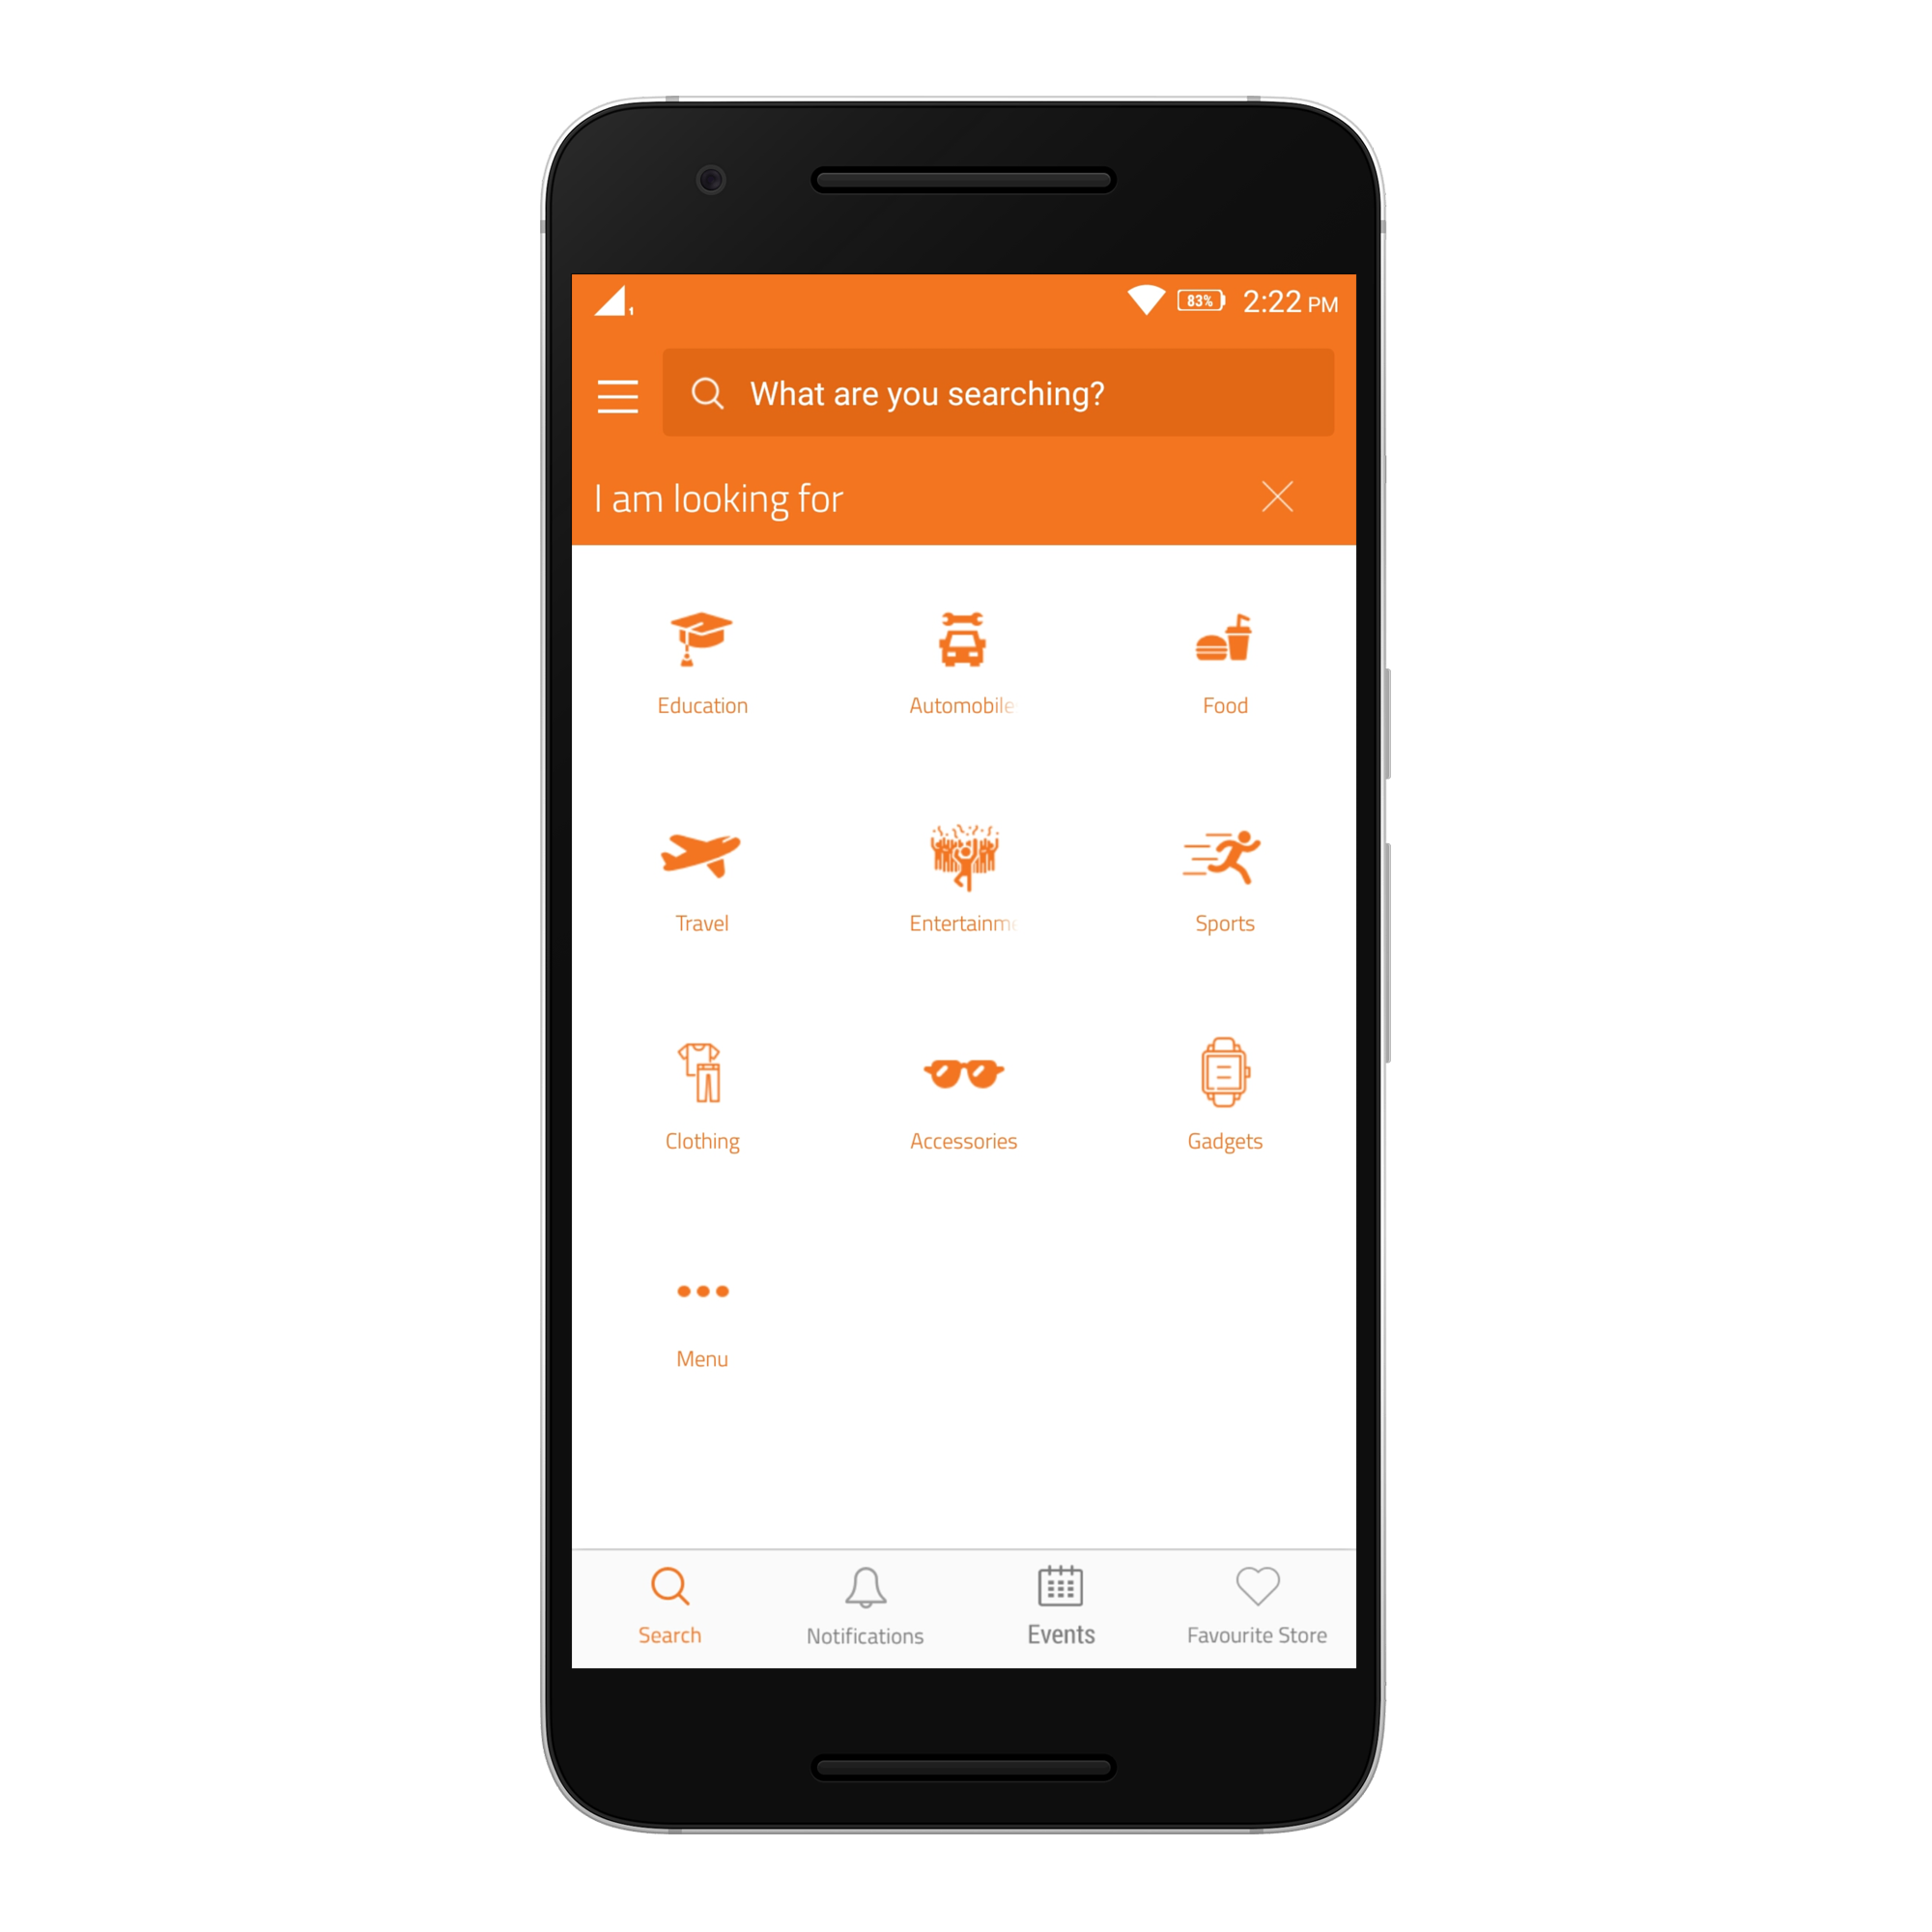 1 83% 2:22 PM
What are you searching?
I am looking for
Education Automobile Food
Travel Entertainm Sports
Clothing Accessories Gadgets
Menu
Search Notifications Events Favourite Store